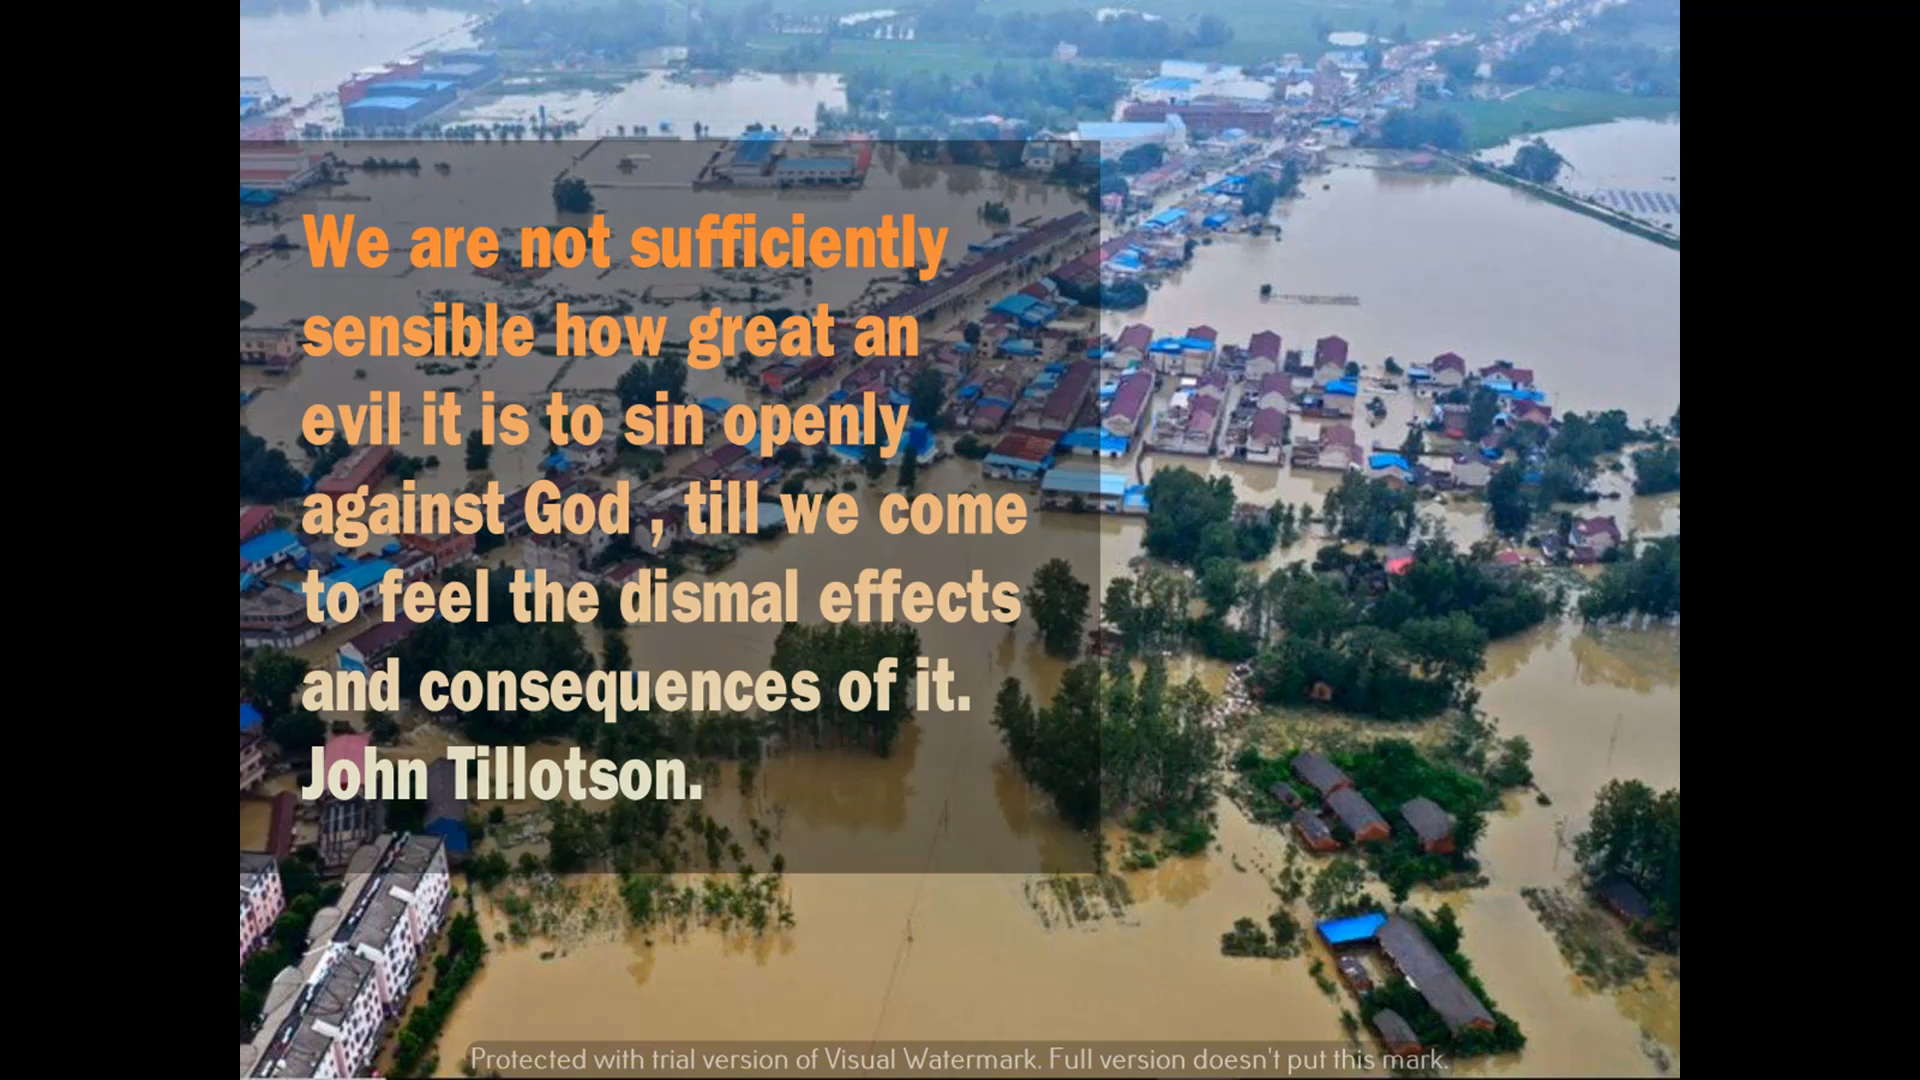 We are not sufficiently
sensible how great an
evil it is to sin openly
against God , till we come
to feel the dismal effects
and consequences of it.
John Tillotson.
Protected with trial version of Visual Watermark. Full version doesn't put this mark.